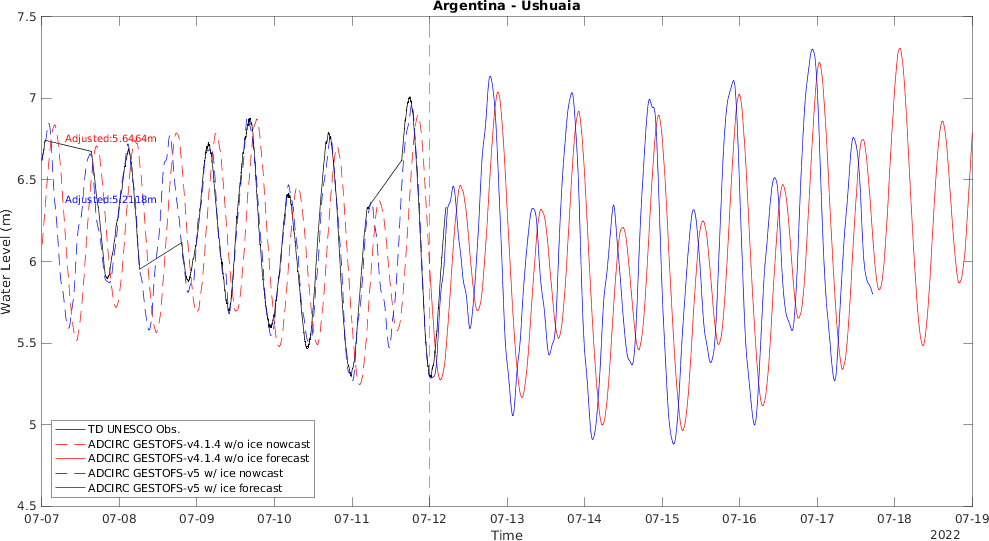 Argentina - Ushuaia
7.5
7
6.5
6
5.5
5
4.5
Water Level (m)
Adjusted:5.6464m
Adjusted:5.2118m
TD UNESCO Obs.
ADCIRC GESTOFS-v4.1.4 w/o ice nowcast
ADCIRC GESTOFS-v4.1.4 w/o ice forecast
ADCIRC GESTOFS-v5 w/ ice nowcast
ADCIRC GESTOFS-v5 w/ ice forecast
07-07 07-08 07-09 07-10 07-11 07-12 07-13 07-14 07-15 07-16 07-17 07-18 07-19
Time
2022